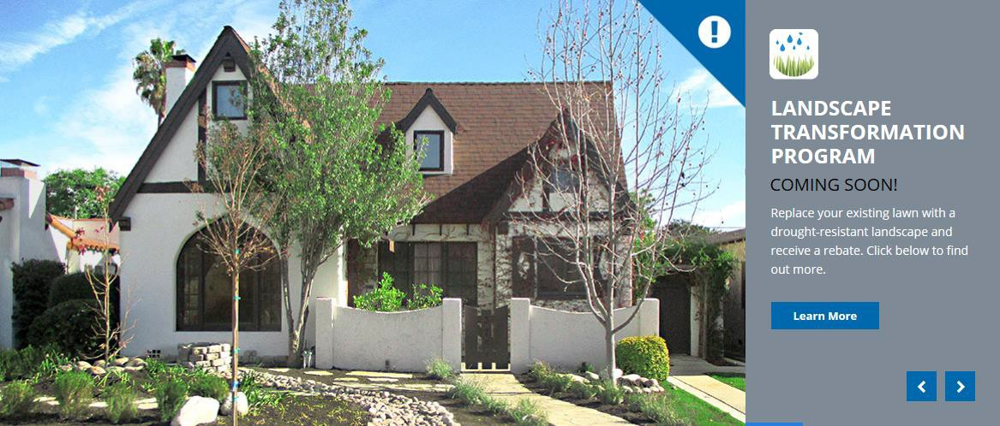 LANDSCAPE
TRANSFORMATION
PROGRAM
COMING SOON!
Replace your existing lawn with a
drought-resistant landscape and
receive a rebate. Click below to find
out more.
Learn More